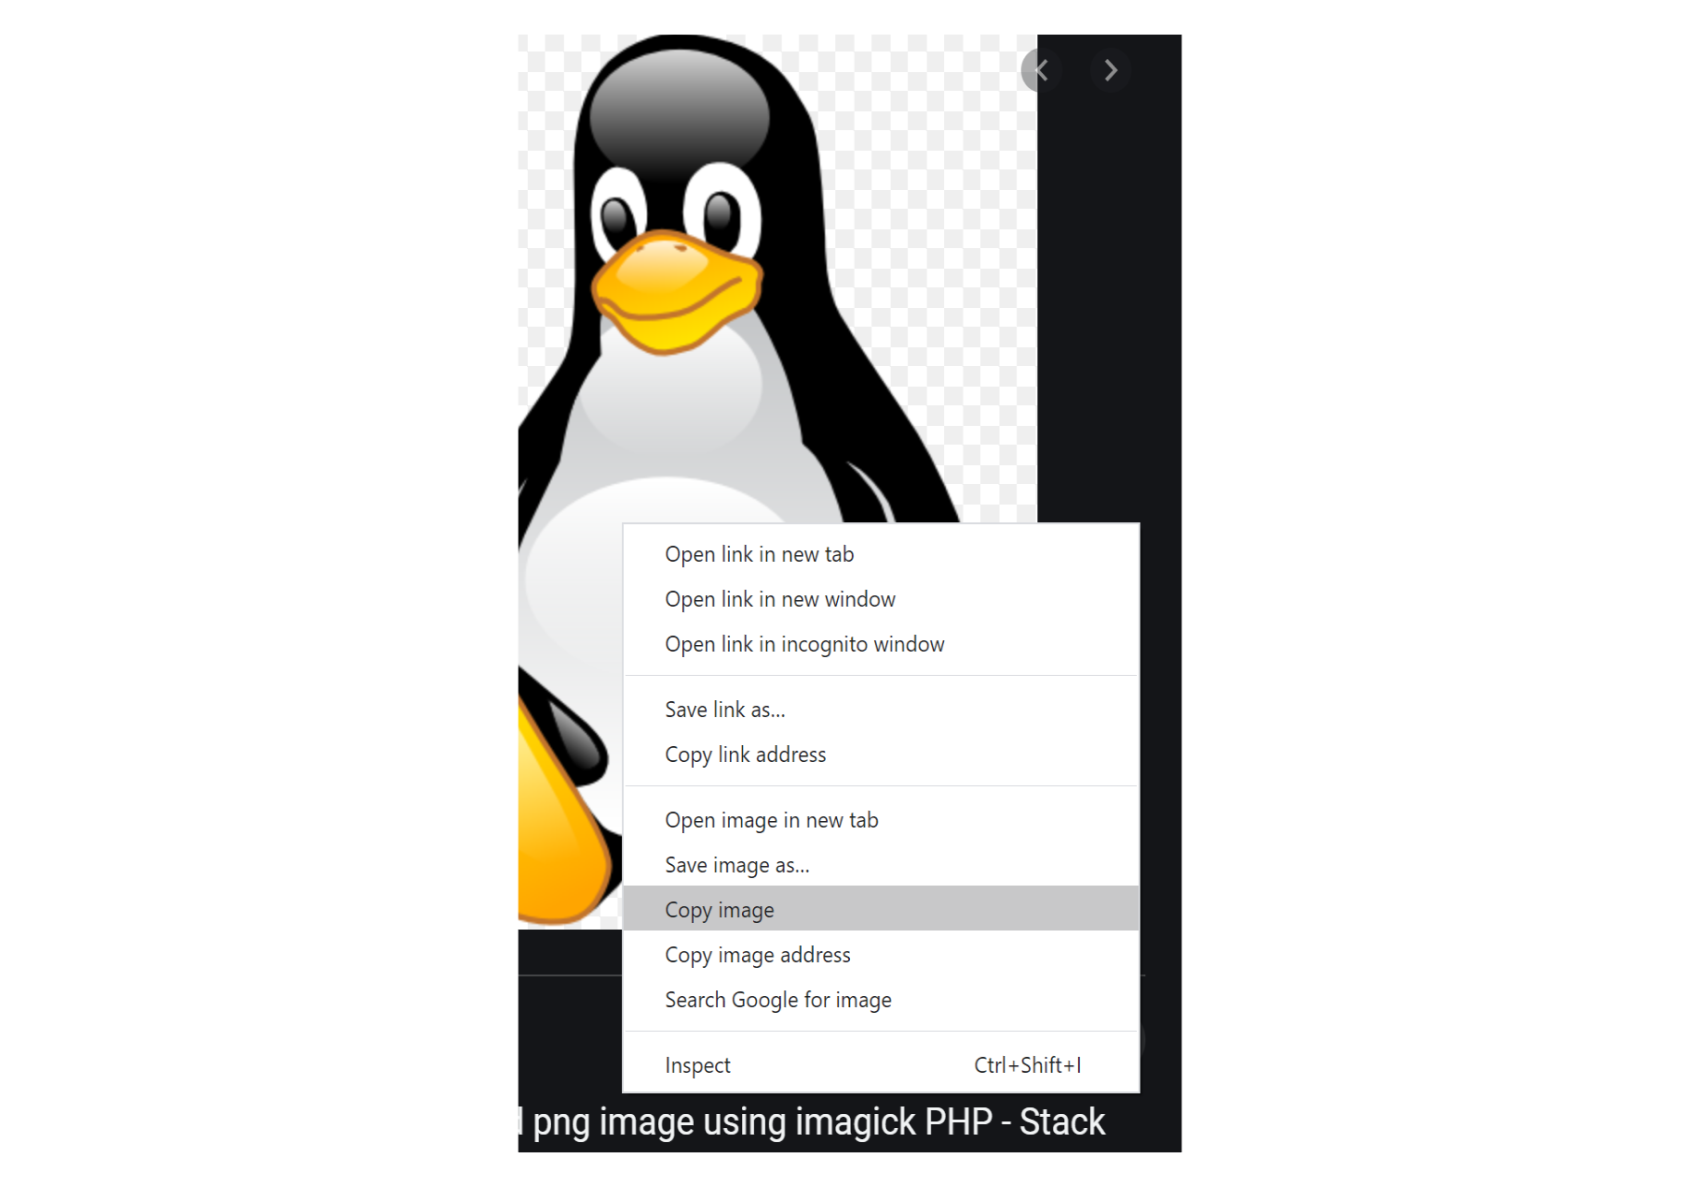 Open link in new tab
Open link in new window
Open link in incognito window
Save link as...
Copy link address
Open image in new tab
Save image as...
Copy image
Copy image address
Search Google for image
Inspect Ctrl+Shift+I
png image using imagick PHP - Stack